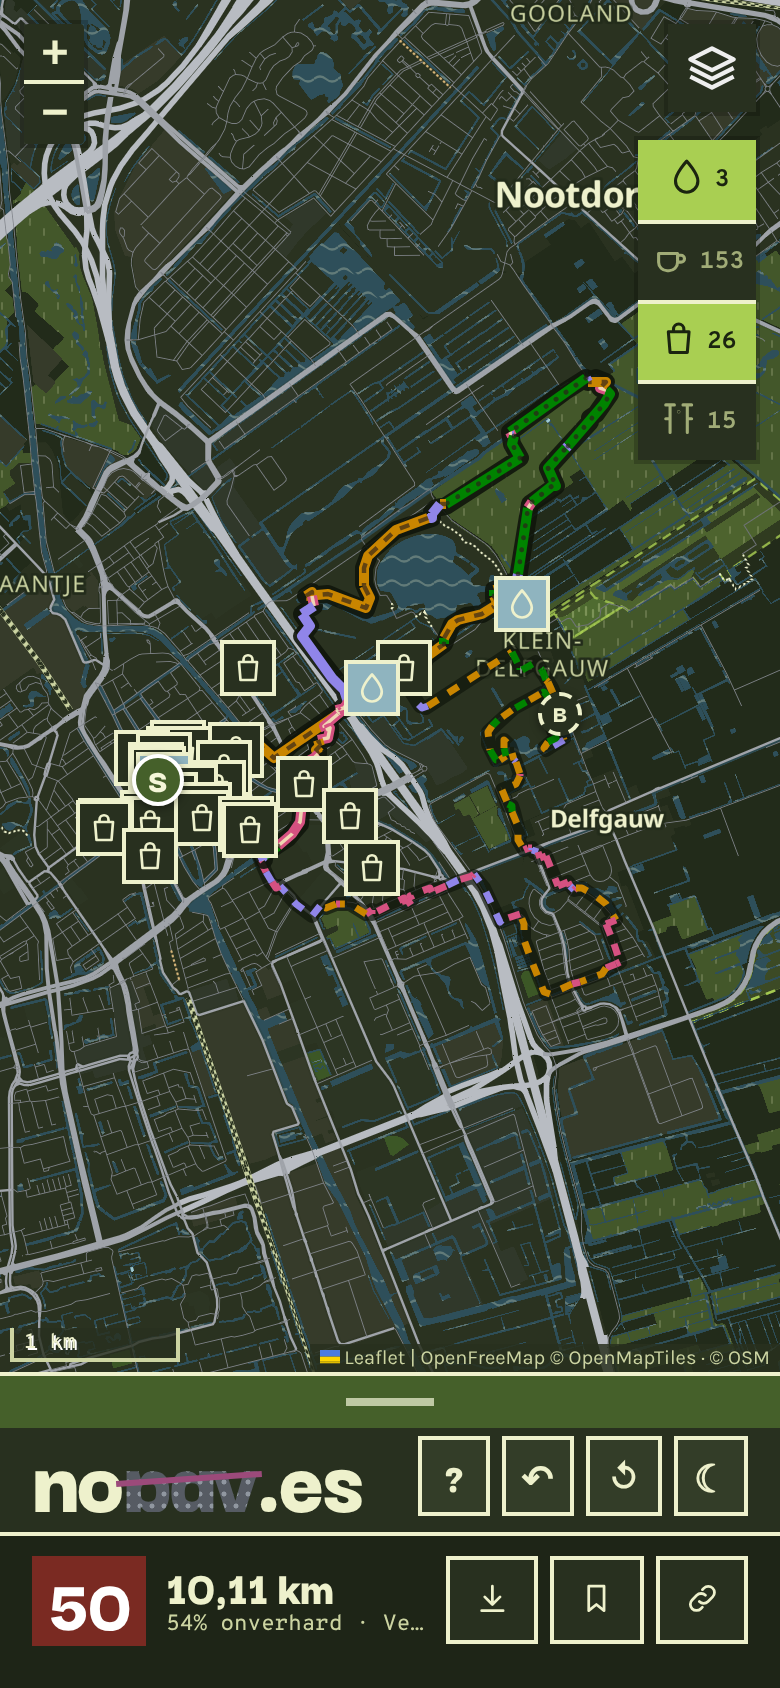 GOOLAND
+
−
Nootdor
3
153
26
15
AANTJE
KLEIN-
DELFGAUW
B
S
Delfgauw
1 km
Leaflet | OpenFreeMap © OpenMapTiles · © OSM
nopav.es
?
50
10,11 km
54% onverhard · Ve…